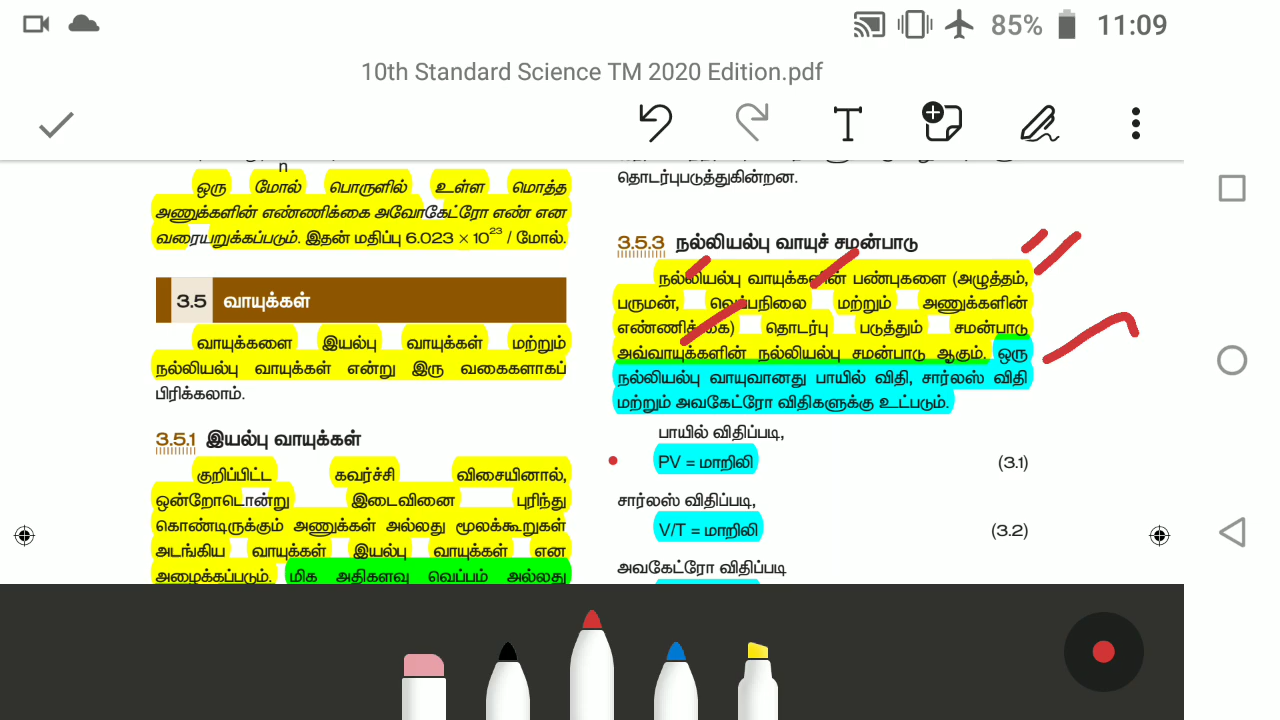 85% 11:09
10th Standard Science TM 2020 Edition.pdf
n
ஒரு மோல் பொருளில் உள்ள மொத்த
அணுக்களின் எண்ணிக்கை அவோகேட்ரோ எண் என
வரையறுக்கப்படும். இதன் மதிப்பு 6.023 × 10²³ / மோல்.
3.5 வாயுக்கள்
வாயுக்களை இயல்பு வாயுக்கள் மற்றும்
நல்லியல்பு வாயுக்கள் என்று இரு வகைகளாகப்
பிரிக்கலாம்.
3.5.1 இயல்பு வாயுக்கள்
குறிப்பிட்ட கவர்ச்சி விசையினால்,
ஒன்றோடொன்று இடைவினை புரிந்து
கொண்டிருக்கும் அணுக்கள் அல்லது மூலக்கூறுகள்
அடங்கிய வாயுக்கள் இயல்பு வாயுக்கள் என
அழைக்கப்படும். மிக அதிகளவு வெப்பம் அல்லது
தொடர்புபடுத்துகின்றன.
3.5.3 நல்லியல்பு வாயுச் சமன்பாடு
நல்லியல்பு வாயுக்களின் பண்புகளை (அழுத்தம்,
பருமன், வெப்பநிலை மற்றும் அணுக்களின்
எண்ணிக்கை) தொடர்பு படுத்தும் சமன்பாடு
அவ்வாயுக்களின் நல்லியல்பு சமன்பாடு ஆகும். ஒரு
நல்லியல்பு வாயுவானது பாயில் விதி, சார்லஸ் விதி
மற்றும் அவகேட்ரோ விதிகளுக்கு உட்படும்.
பாயில் விதிப்படி,
PV = மாறிலி (3.1)
சார்லஸ் விதிப்படி,
V/T = மாறிலி (3.2)
அவகேட்ரோ விதிப்படி